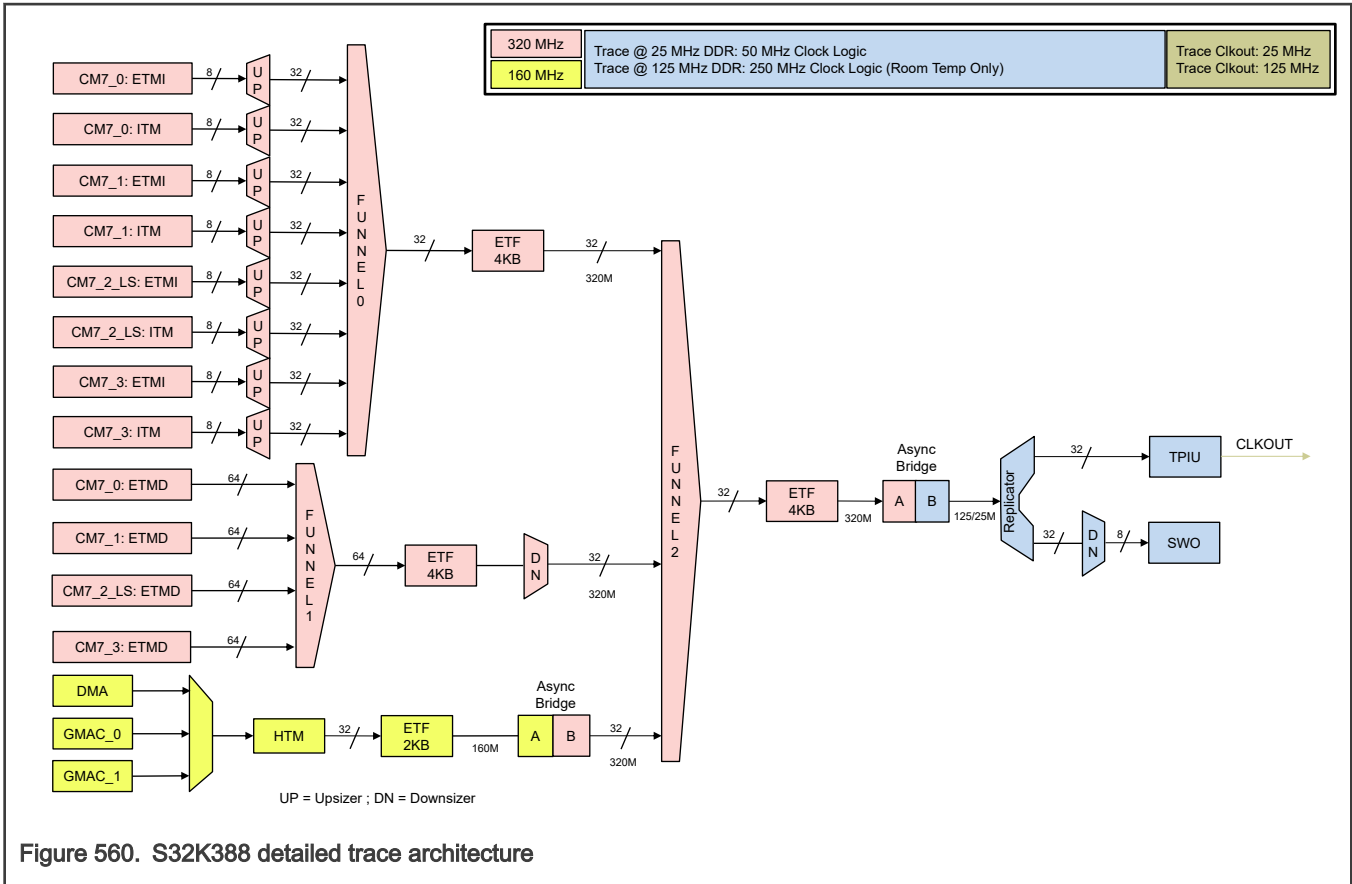 320 MHz
160 MHz
Trace @ 25 MHz DDR: 50 MHz Clock Logic
Trace @ 125 MHz DDR: 250 MHz Clock Logic (Room Temp Only)
Trace Clkout: 25 MHz
Trace Clkout: 125 MHz
CM7_0: ETMI
8
UP
32
CM7_0: ITM
8
UP
32
CM7_1: ETMI
8
UP
32
CM7_1: ITM
8
UP
32
CM7_2_LS: ETMI
8
UP
32
CM7_2_LS: ITM
8
UP
32
CM7_3: ETMI
8
UP
32
CM7_3: ITM
8
UP
32
FUNNEL0
32
ETF
4KB
32
320M
CM7_0: ETMD
64
CM7_1: ETMD
64
CM7_2_LS: ETMD
64
CM7_3: ETMD
64
FUNNEL1
64
ETF
4KB
DN
32
320M
DMA
GMAC_0
GMAC_1
HTM
32
ETF
2KB
160M
Async
Bridge
A
B
32
320M
FUNNEL2
32
ETF
4KB
320M
Async
Bridge
A
B
125/25M
Replicator
32
TPIU
CLKOUT
32
DN
8
SWO
UP = Upsizer ; DN = Downsizer
Figure 560. S32K388 detailed trace architecture